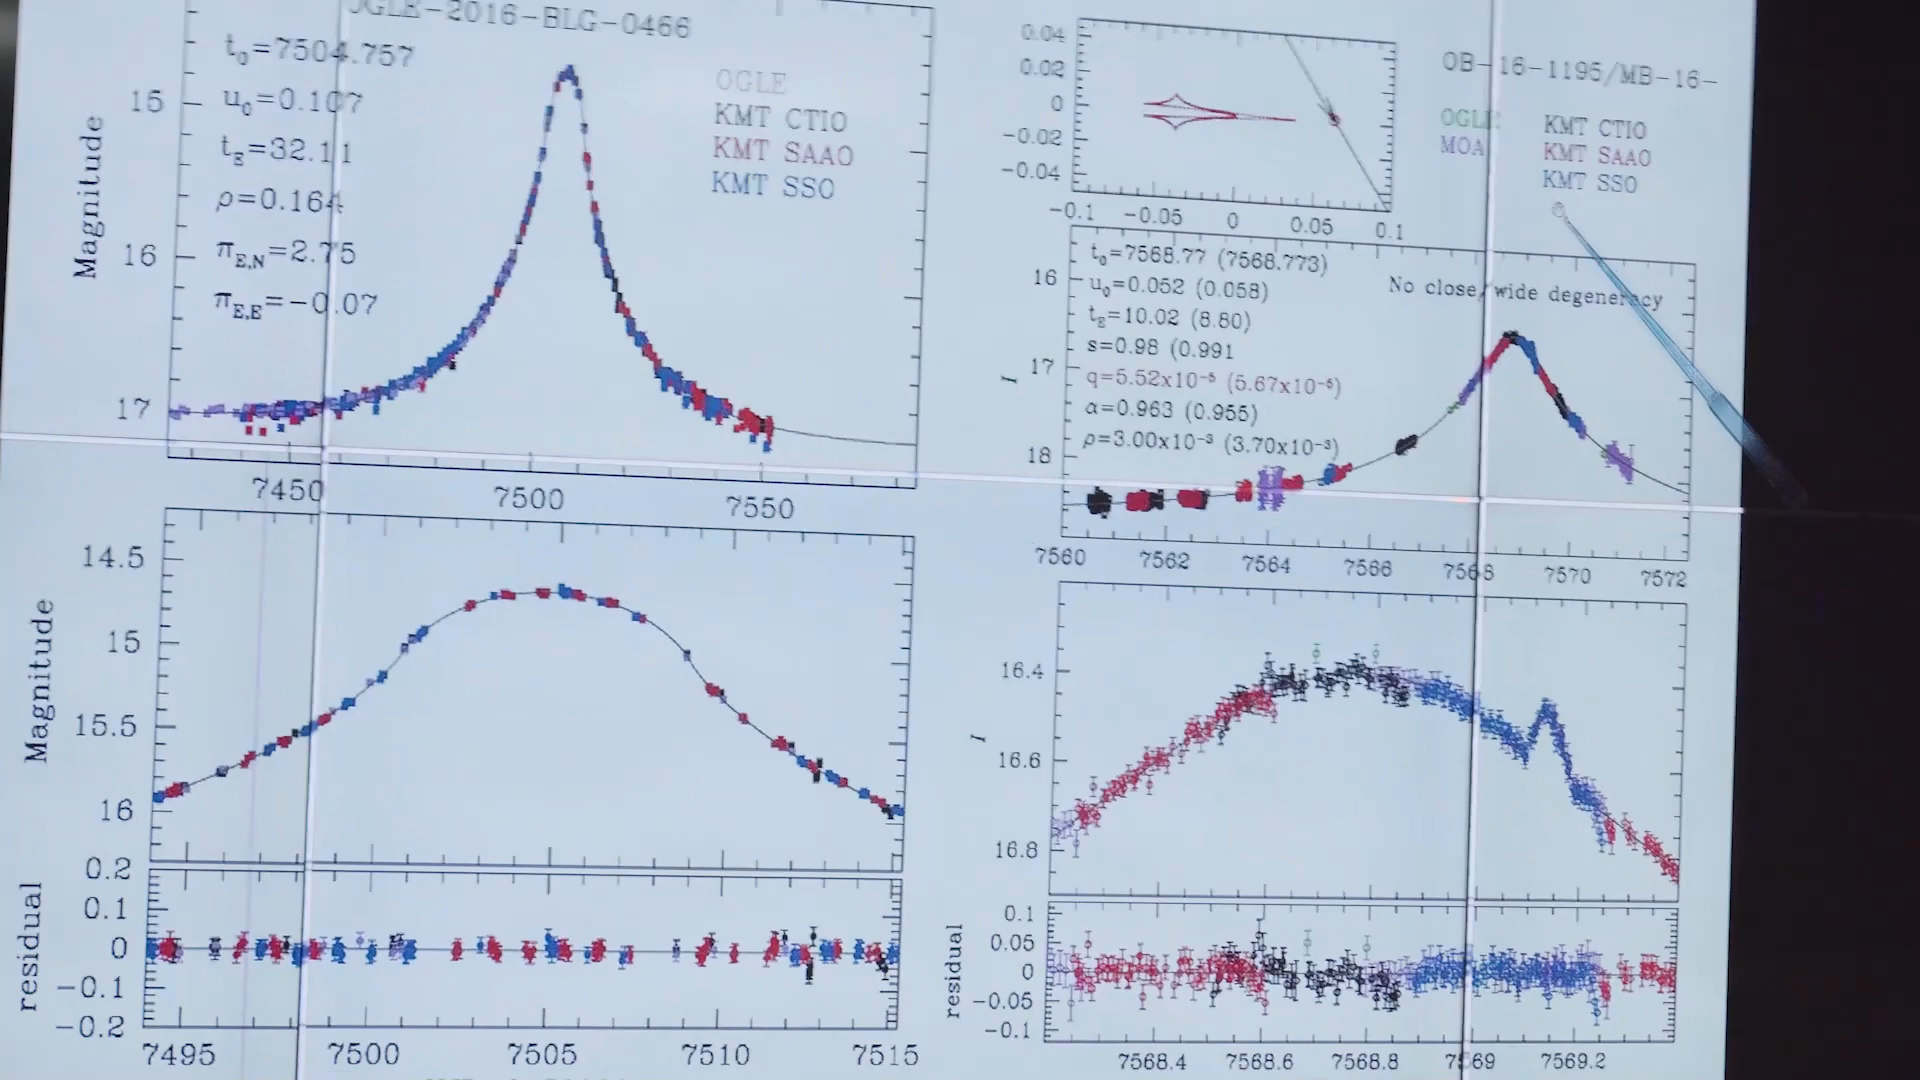 OGLE-2016-BLG-0466
t0=7504.757
u0=0.107
tE=32.11
ρ=0.164
πE,N=2.75
πE,E=-0.07
OGLE
KMT CTIO
KMT SAAO
KMT SSO
Magnitude
15
16
17
7450 7500 7550
Magnitude
14.5
15
15.5
16
residual
0.2
0.1
0
-0.1
-0.2
7495 7500 7505 7510 7515
OB-16-1195/MB-16-
OGLE KMT CTIO
MOA KMT SAAO
KMT SSO
0.04
0.02
0
-0.02
-0.04
-0.1 -0.05 0 0.05 0.1
t0=7568.77 (7568.773)
u0=0.052 (0.058)
tE=10.02 (8.80)
s=0.98 (0.991
q=5.52x10-5 (5.67x10-5)
α=0.963 (0.955)
ρ=3.00x10-3 (3.70x10-3)
No close/wide degeneracy
I
16
17
18
7560 7562 7564 7566 7568 7570 7572
I
16.4
16.6
16.8
residual
0.1
0.05
0
-0.05
-0.1
7568.4 7568.6 7568.8 7569 7569.2